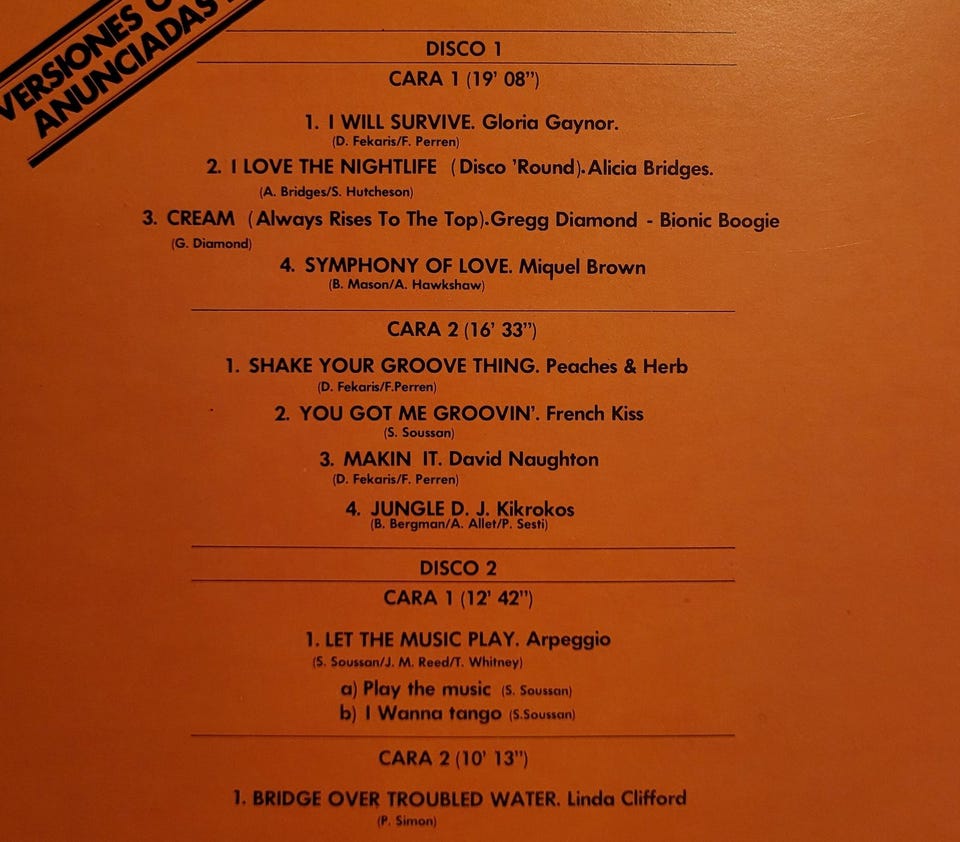 VERSIONES
ANUNCIADAS
DISCO 1
CARA 1 (19' 08")
1. I WILL SURVIVE. Gloria Gaynor.
(D. Fekaris/F. Perren)
2. I LOVE THE NIGHTLIFE (Disco 'Round). Alicia Bridges.
(A. Bridges/S. Hutcheson)
3. CREAM (Always Rises To The Top). Gregg Diamond - Bionic Boogie
(G. Diamond)
4. SYMPHONY OF LOVE. Miquel Brown
(B. Mason/A. Hawkshaw)
CARA 2 (16' 33")
1. SHAKE YOUR GROOVE THING. Peaches & Herb
(D. Fekaris/F.Perren)
2. YOU GOT ME GROOVIN'. French Kiss
(S. Soussan)
3. MAKIN IT. David Naughton
(D. Fekaris/F. Perren)
4. JUNGLE D. J. Kikrokos
(B. Bergman/A. Allet/P. Sesti)
DISCO 2
CARA 1 (12' 42")
1. LET THE MUSIC PLAY. Arpeggio
(S. Soussan/J. M. Reed/T. Whitney)
a) Play the music (S. Soussan)
b) I Wanna tango (S.Soussan)
CARA 2 (10' 13")
1. BRIDGE OVER TROUBLED WATER. Linda Clifford
(P. Simon)